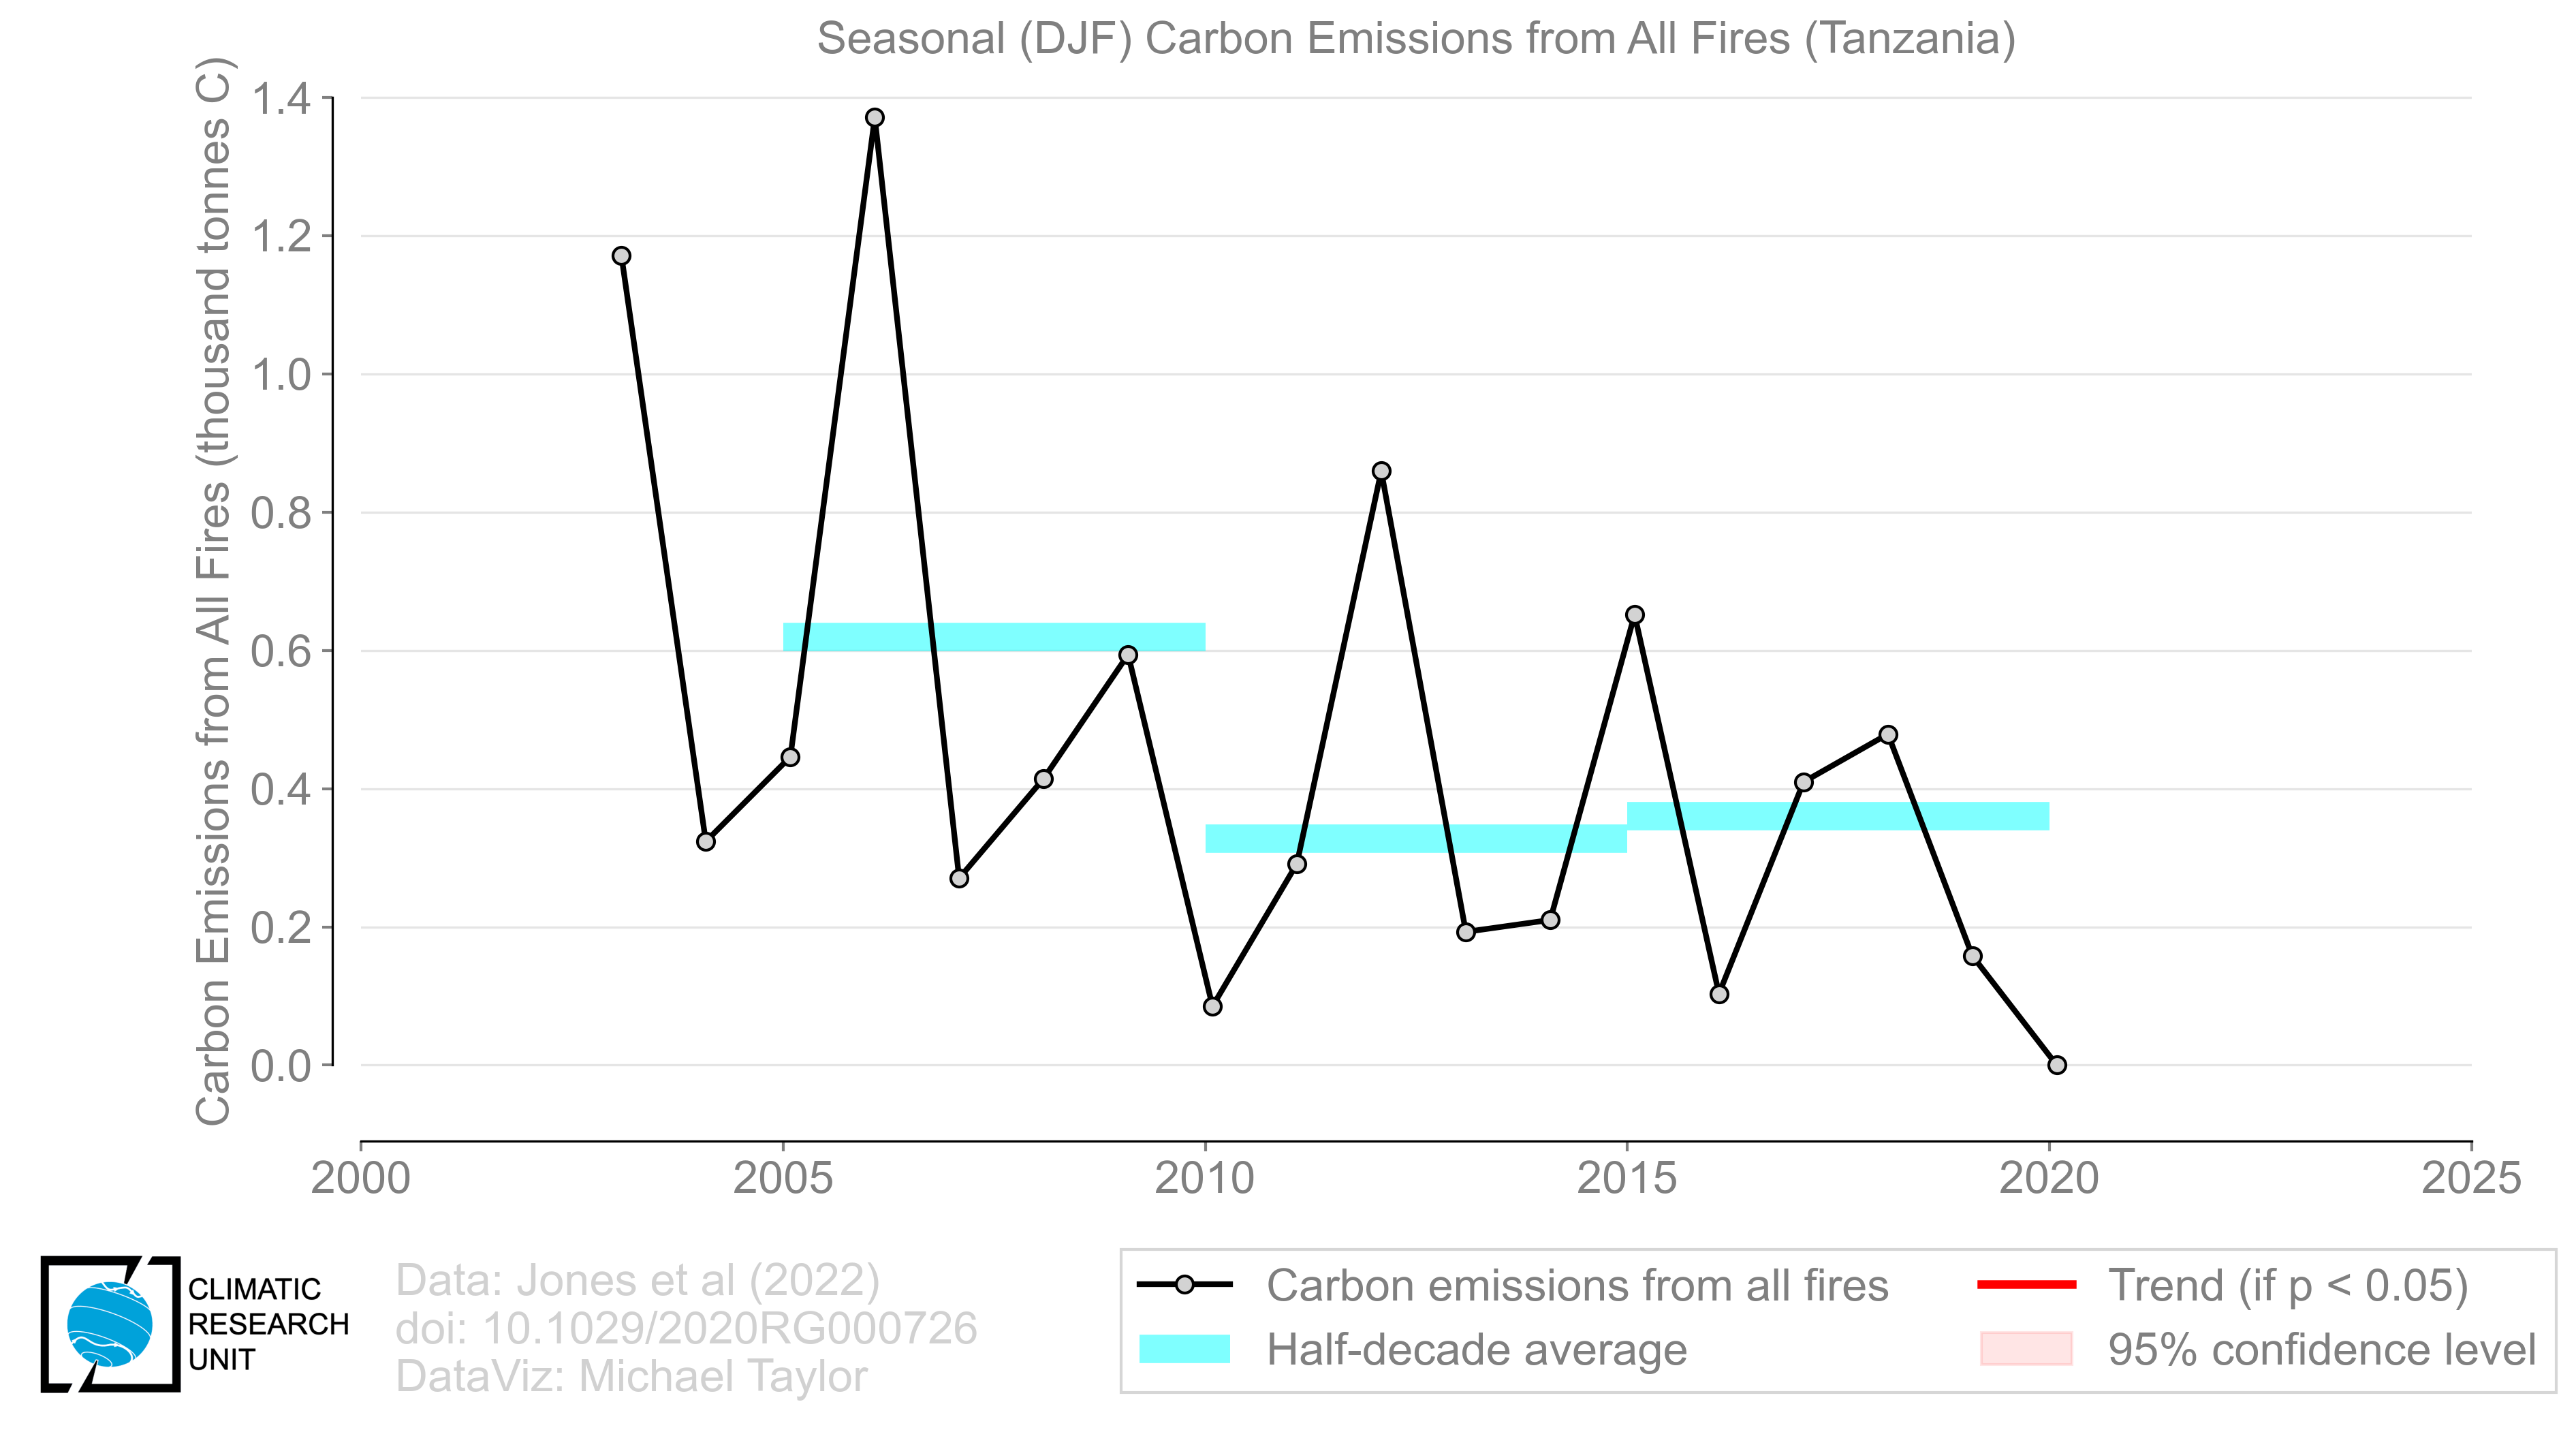 Seasonal (DJF) Carbon Emissions from All Fires (Tanzania)
Carbon Emissions from All Fires (thousand tonnes C)
1.4
1.2
1.0
0.8
0.6
0.4
0.2
0.0
2000
2005
2010
2015
2020
2025
CLIMATIC
RESEARCH
UNIT
Data: Jones et al (2022)
doi: 10.1029/2020RG000726
DataViz: Michael Taylor
Carbon emissions from all fires
Half-decade average
Trend (if p < 0.05)
95% confidence level